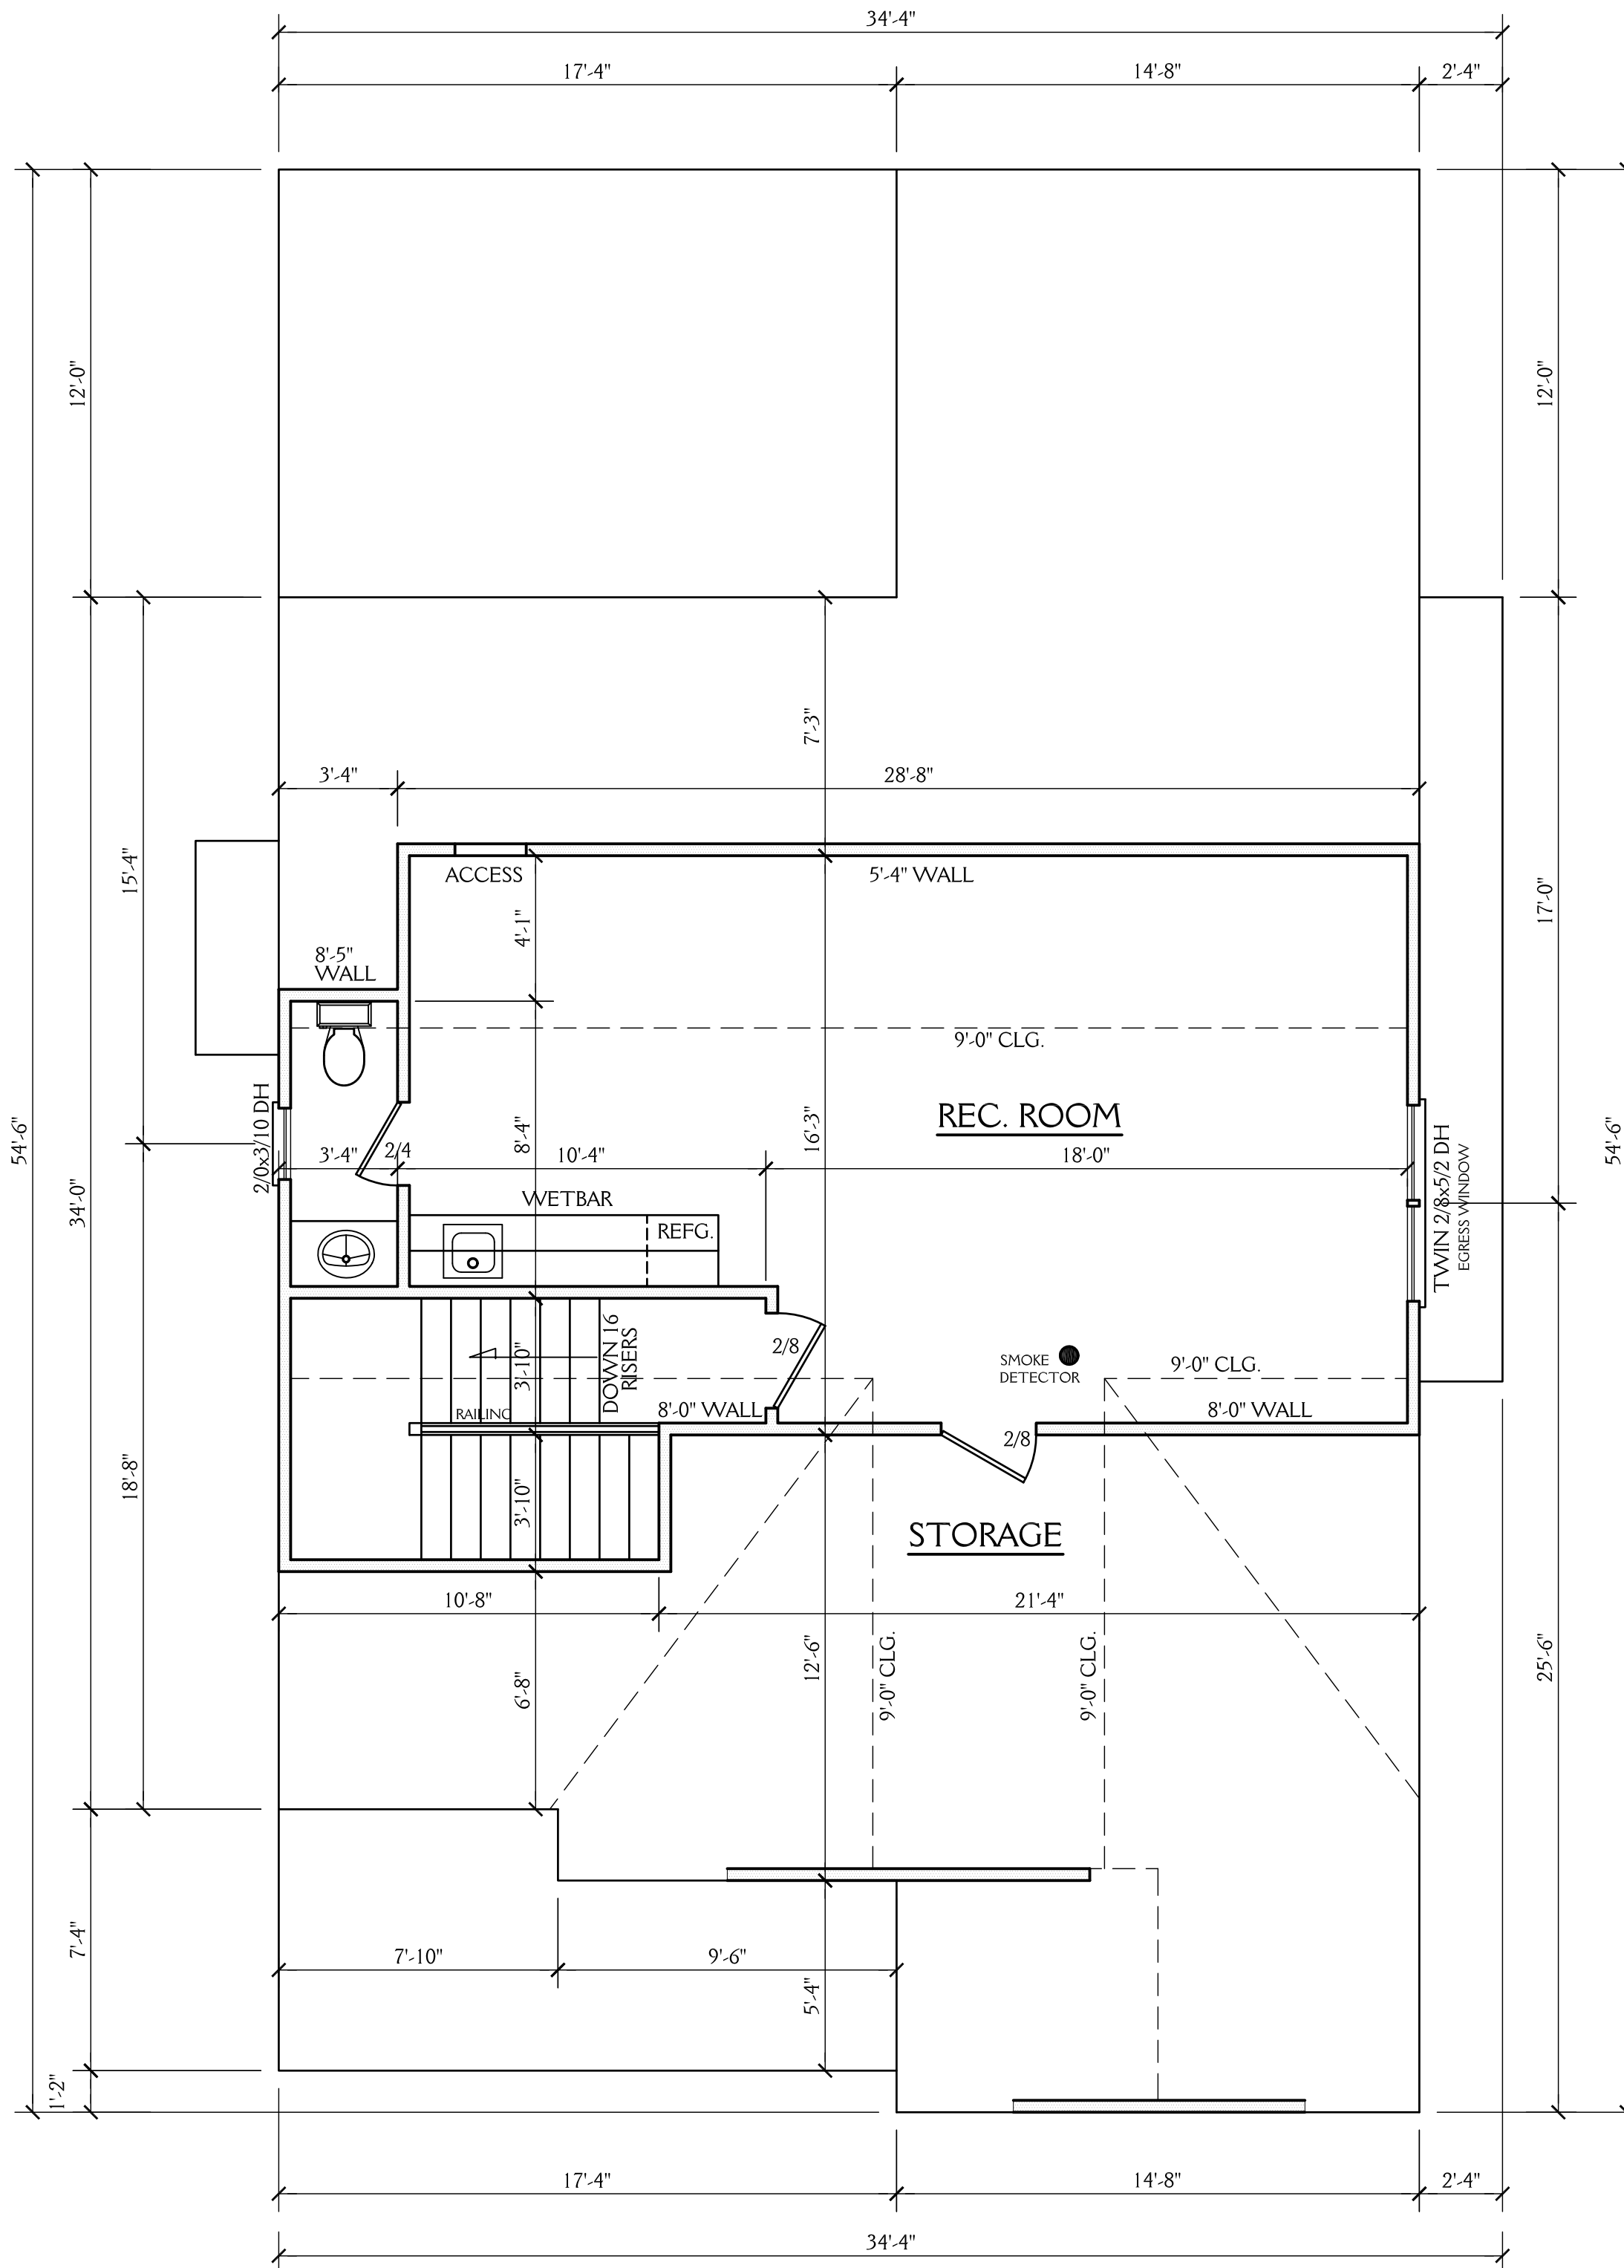 34'-4"
17'-4"
14'-8"
2'-4"
12'-0"
12'-0"
7'-3"
3'-4"
28'-8"
15'-4"
ACCESS
5'-4" WALL
4'-1"
17'-0"
8'-5"
WALL
9'-0" CLG.
REC. ROOM
2/0x3/10 DH
54'-6"
34'-0"
3'-4"
2/4
8'-4"
10'-4"
16'-3"
18'-0"
TWIN 2/8x5/2 DH
EGRESS WINDOW
54'-6"
WETBAR
REFG.
DOWN 16
RISERS
3'-10"
2/8
SMOKE
DETECTOR
9'-0" CLG.
RAILING
8'-0" WALL
8'-0" WALL
2/8
18'-8"
3'-10"
STORAGE
10'-8"
21'-4"
6'-8"
12'-6"
9'-0" CLG.
9'-0" CLG.
25'-6"
7'-4"
7'-10"
9'-6"
5'-4"
1'-2"
17'-4"
14'-8"
2'-4"
34'-4"